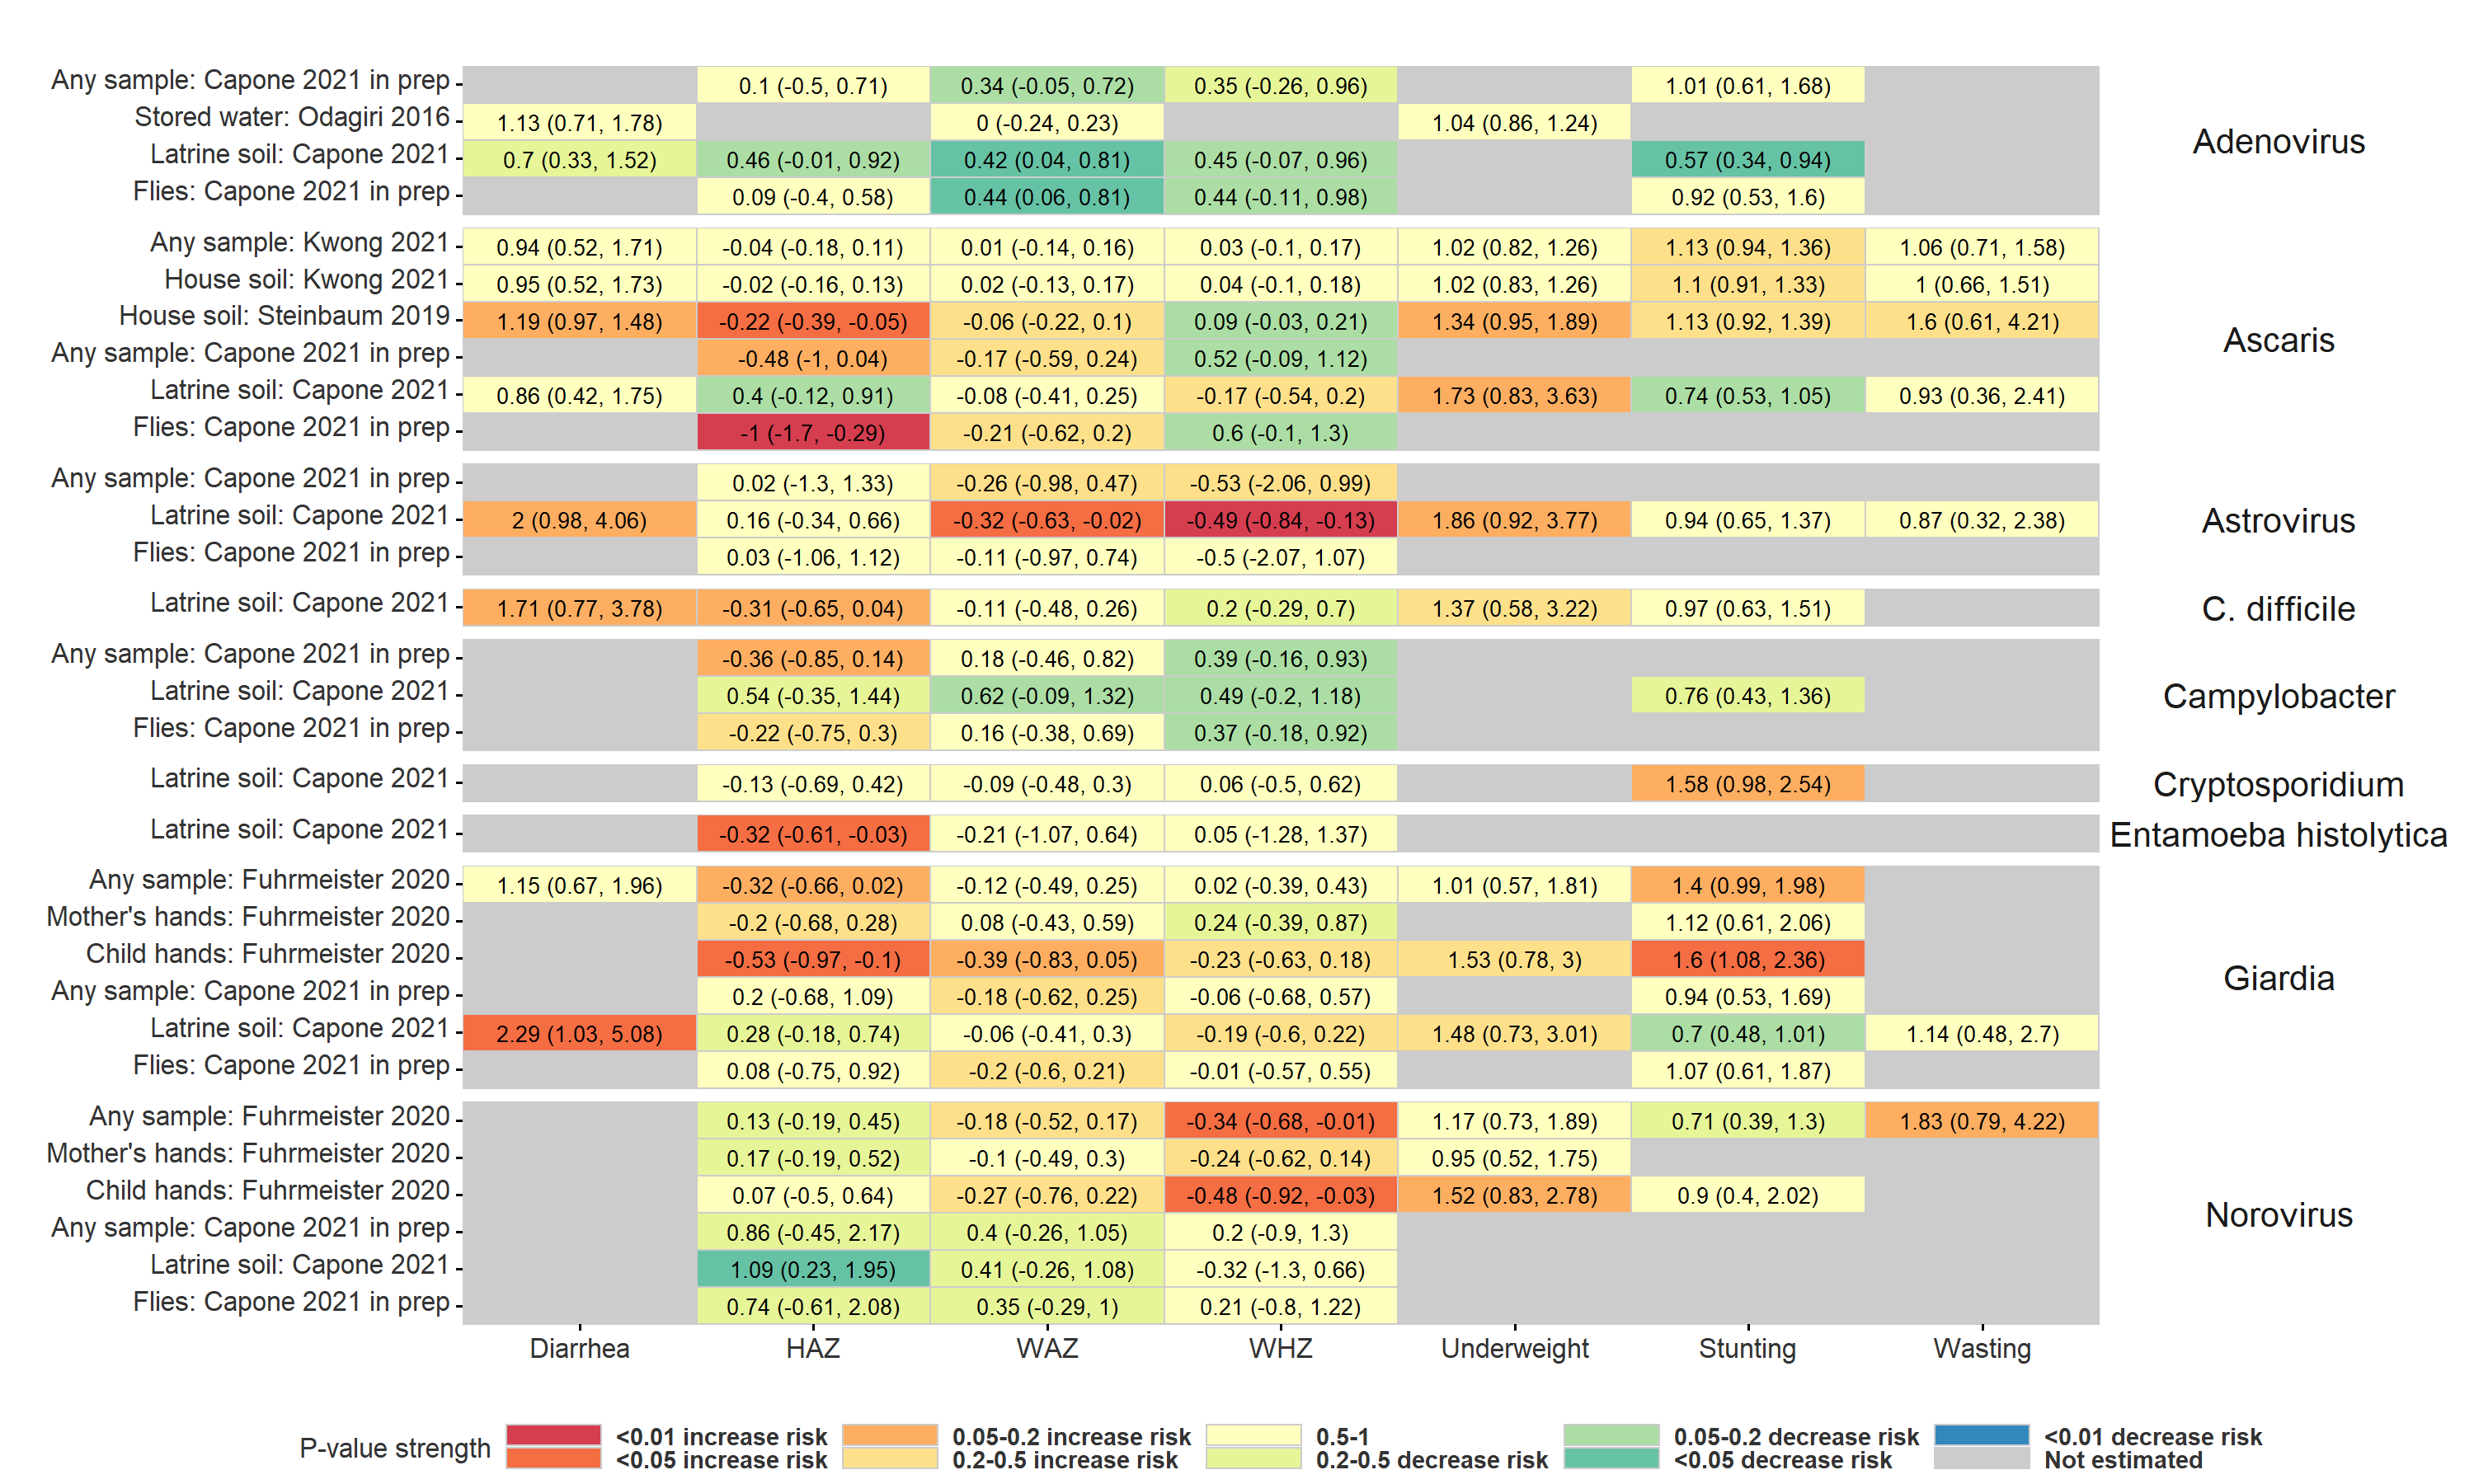 Any sample: Capone 2021 in prep 0.1 (-0.5, 0.71) 0.34 (-0.05, 0.72) 0.35 (-0.26, 0.96) 1.01 (0.61, 1.68)
Stored water: Odagiri 2016 1.13 (0.71, 1.78) 0 (-0.24, 0.23) 1.04 (0.86, 1.24)
Adenovirus
Latrine soil: Capone 2021 0.7 (0.33, 1.52) 0.46 (-0.01, 0.92) 0.42 (0.04, 0.81) 0.45 (-0.07, 0.96) 0.57 (0.34, 0.94)
Flies: Capone 2021 in prep 0.09 (-0.4, 0.58) 0.44 (0.06, 0.81) 0.44 (-0.11, 0.98) 0.92 (0.53, 1.6)
Any sample: Kwong 2021 0.94 (0.52, 1.71) -0.04 (-0.18, 0.11) 0.01 (-0.14, 0.16) 0.03 (-0.1, 0.17) 1.02 (0.82, 1.26) 1.13 (0.94, 1.36) 1.06 (0.71, 1.58)
House soil: Kwong 2021 0.95 (0.52, 1.73) -0.02 (-0.16, 0.13) 0.02 (-0.13, 0.17) 0.04 (-0.1, 0.18) 1.02 (0.83, 1.26) 1.1 (0.91, 1.33) 1 (0.66, 1.51)
House soil: Steinbaum 2019 1.19 (0.97, 1.48) -0.22 (-0.39, -0.05) -0.06 (-0.22, 0.1) 0.09 (-0.03, 0.21) 1.34 (0.95, 1.89) 1.13 (0.92, 1.39) 1.6 (0.61, 4.21)
Ascaris
Any sample: Capone 2021 in prep -0.48 (-1, 0.04) -0.17 (-0.59, 0.24) 0.52 (-0.09, 1.12)
Latrine soil: Capone 2021 0.86 (0.42, 1.75) 0.4 (-0.12, 0.91) -0.08 (-0.41, 0.25) -0.17 (-0.54, 0.2) 1.73 (0.83, 3.63) 0.74 (0.53, 1.05) 0.93 (0.36, 2.41)
Flies: Capone 2021 in prep -1 (-1.7, -0.29) -0.21 (-0.62, 0.2) 0.6 (-0.1, 1.3)
Any sample: Capone 2021 in prep 0.02 (-1.3, 1.33) -0.26 (-0.98, 0.47) -0.53 (-2.06, 0.99)
Latrine soil: Capone 2021 2 (0.98, 4.06) 0.16 (-0.34, 0.66) -0.32 (-0.63, -0.02) -0.49 (-0.84, -0.13) 1.86 (0.92, 3.77) 0.94 (0.65, 1.37) 0.87 (0.32, 2.38) Astrovirus
Flies: Capone 2021 in prep 0.03 (-1.06, 1.12) -0.11 (-0.97, 0.74) -0.5 (-2.07, 1.07)
Latrine soil: Capone 2021 1.71 (0.77, 3.78) -0.31 (-0.65, 0.04) -0.11 (-0.48, 0.26) 0.2 (-0.29, 0.7) 1.37 (0.58, 3.22) 0.97 (0.63, 1.51) C. difficile
Any sample: Capone 2021 in prep -0.36 (-0.85, 0.14) 0.18 (-0.46, 0.82) 0.39 (-0.16, 0.93)
Latrine soil: Capone 2021 0.54 (-0.35, 1.44) 0.62 (-0.09, 1.32) 0.49 (-0.2, 1.18) 0.76 (0.43, 1.36) Campylobacter
Flies: Capone 2021 in prep -0.22 (-0.75, 0.3) 0.16 (-0.38, 0.69) 0.37 (-0.18, 0.92)
Latrine soil: Capone 2021 -0.13 (-0.69, 0.42) -0.09 (-0.48, 0.3) 0.06 (-0.5, 0.62) 1.58 (0.98, 2.54) Cryptosporidium
Latrine soil: Capone 2021 -0.32 (-0.61, -0.03) -0.21 (-1.07, 0.64) 0.05 (-1.28, 1.37) Entamoeba histolytica
Any sample: Fuhrmeister 2020 1.15 (0.67, 1.96) -0.32 (-0.66, 0.02) -0.12 (-0.49, 0.25) 0.02 (-0.39, 0.43) 1.01 (0.57, 1.81) 1.4 (0.99, 1.98)
Mother's hands: Fuhrmeister 2020 -0.2 (-0.68, 0.28) 0.08 (-0.43, 0.59) 0.24 (-0.39, 0.87) 1.12 (0.61, 2.06)
Child hands: Fuhrmeister 2020 -0.53 (-0.97, -0.1) -0.39 (-0.83, 0.05) -0.23 (-0.63, 0.18) 1.53 (0.78, 3) 1.6 (1.08, 2.36)
Giardia
Any sample: Capone 2021 in prep 0.2 (-0.68, 1.09) -0.18 (-0.62, 0.25) -0.06 (-0.68, 0.57) 0.94 (0.53, 1.69)
Latrine soil: Capone 2021 2.29 (1.03, 5.08) 0.28 (-0.18, 0.74) -0.06 (-0.41, 0.3) -0.19 (-0.6, 0.22) 1.48 (0.73, 3.01) 0.7 (0.48, 1.01) 1.14 (0.48, 2.7)
Flies: Capone 2021 in prep 0.08 (-0.75, 0.92) -0.2 (-0.6, 0.21) -0.01 (-0.57, 0.55) 1.07 (0.61, 1.87)
Any sample: Fuhrmeister 2020 0.13 (-0.19, 0.45) -0.18 (-0.52, 0.17) -0.34 (-0.68, -0.01) 1.17 (0.73, 1.89) 0.71 (0.39, 1.3) 1.83 (0.79, 4.22)
Mother's hands: Fuhrmeister 2020 0.17 (-0.19, 0.52) -0.1 (-0.49, 0.3) -0.24 (-0.62, 0.14) 0.95 (0.52, 1.75)
Child hands: Fuhrmeister 2020 0.07 (-0.5, 0.64) -0.27 (-0.76, 0.22) -0.48 (-0.92, -0.03) 1.52 (0.83, 2.78) 0.9 (0.4, 2.02)
Norovirus
Any sample: Capone 2021 in prep 0.86 (-0.45, 2.17) 0.4 (-0.26, 1.05) 0.2 (-0.9, 1.3)
Latrine soil: Capone 2021 1.09 (0.23, 1.95) 0.41 (-0.26, 1.08) -0.32 (-1.3, 0.66)
Flies: Capone 2021 in prep 0.74 (-0.61, 2.08) 0.35 (-0.29, 1) 0.21 (-0.8, 1.22)
Diarrhea HAZ WAZ WHZ Underweight Stunting Wasting
P-value strength
<0.01 increase risk 0.05-0.2 increase risk 0.5-1 0.05-0.2 decrease risk <0.01 decrease risk
<0.05 increase risk 0.2-0.5 increase risk 0.2-0.5 decrease risk <0.05 decrease risk Not estimated